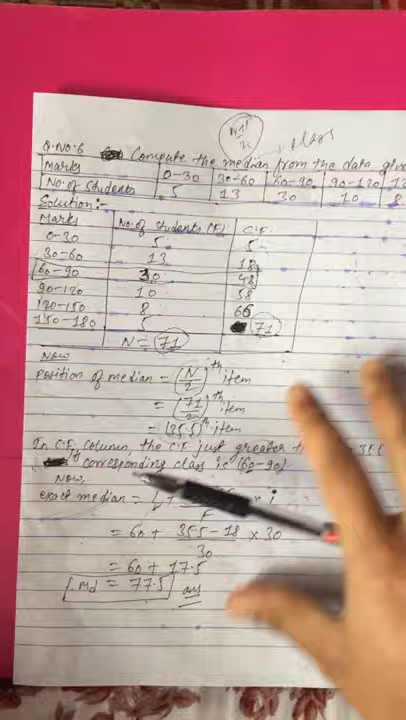 N
Q.No:6 Compute the median from the data
Marks 0-30 30-60 60-90 90-120
No. of Students 5 13 30 10 8
Solution:-
Marks No. of students (F) C.F.
0-30 5 5
30-60 13 18
60-90 30 48
90-120 10 58
120-150 8 66
150-180 5 71
N = 71
Now
position of median = (N/2)th item
= (71/2)th item
= (35.5)th item
In C.F. column, the C.F. just greater
corresponding class is (60-90)
Now,
exact median = L + × i
F
= 60 + 35.5-18/30 × 30
= 60 + 17.5
Md = 77.5 ans